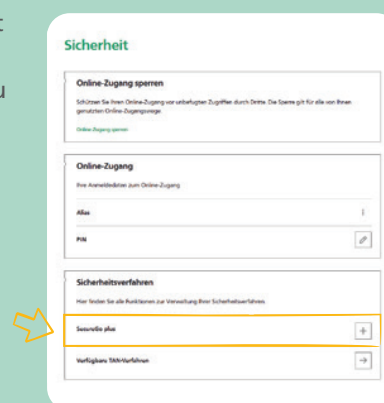 t
u
Sicherheit
Online-Zugang sperren
Schützen Sie Ihren Online-Zugang vor unbefugten Zugriffen durch Dritte. Die Sperre gilt für alle von Ihnen
genutzten Online-Zugangswege
Online-Zugang sperren
Online-Zugang
Ihre Anmeldedaten zum Online-Zugang
Alias
PIN
Sicherheitsverfahren
Hier finden Sie alle Funktionen zur Verwaltung Ihrer Sicherheitsverfahren
SecureGo plus
Verfügbare TAN-Verfahren